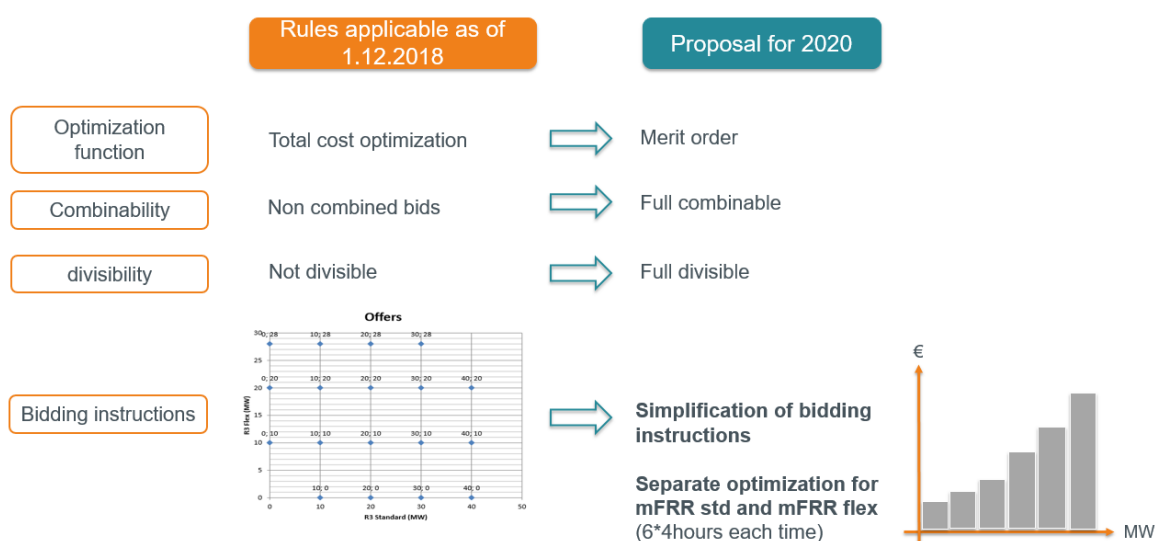 Rules applicable as of
1.12.2018
Proposal for 2020
Optimization
function
Total cost optimization
Merit order
Combinability
Non combined bids
Full combinable
divisibility
Not divisible
Full divisible
Bidding instructions
Offers
R3 Flex (MW)
30
25
20
15
10
5
0
0; 28
10; 28
20; 28
30; 28
0; 20
10; 20
20; 20
30; 20
40; 20
0; 10
10; 10
20; 10
30; 10
40; 10
10; 0
20; 0
30; 0
40; 0
0
10
20
30
40
50
R3 Standard (MW)
Simplification of bidding
instructions
Separate optimization for
mFRR std and mFRR flex
(6*4hours each time)
€
MW